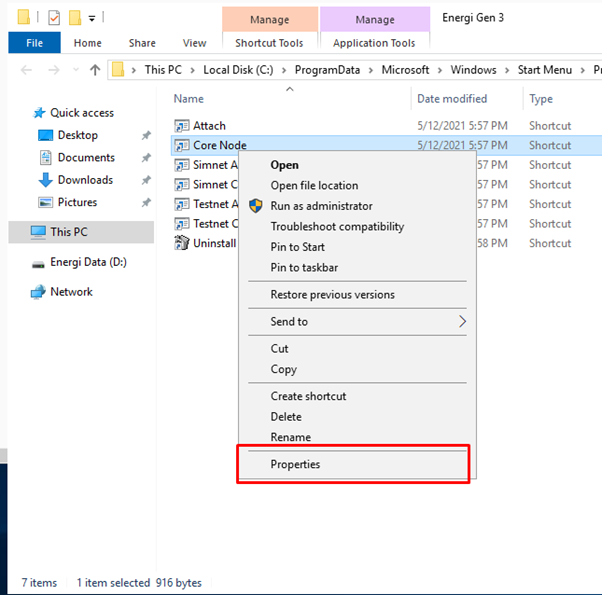 Manage Manage Energi Gen 3
File Home Share View Shortcut Tools Application Tools
This PC Local Disk (C:) ProgramData Microsoft Windows Start Menu
Name Date modified Type
Quick access
Desktop
Documents
Downloads
Pictures
This PC
Energi Data (D:)
Network
Attach 5/12/2021 5:57 PM Shortcut
Core Node 5/12/2021 5:57 PM Shortcut
Simnet A 57 PM Shortcut
Simnet C 57 PM Shortcut
Testnet A 57 PM Shortcut
Testnet C 57 PM Shortcut
Uninstall 58 PM Shortcut
Open
Open file location
Run as administrator
Troubleshoot compatibility
Pin to Start
Pin to taskbar
Restore previous versions
Send to
Cut
Copy
Create shortcut
Delete
Rename
Properties
7 items 1 item selected 916 bytes